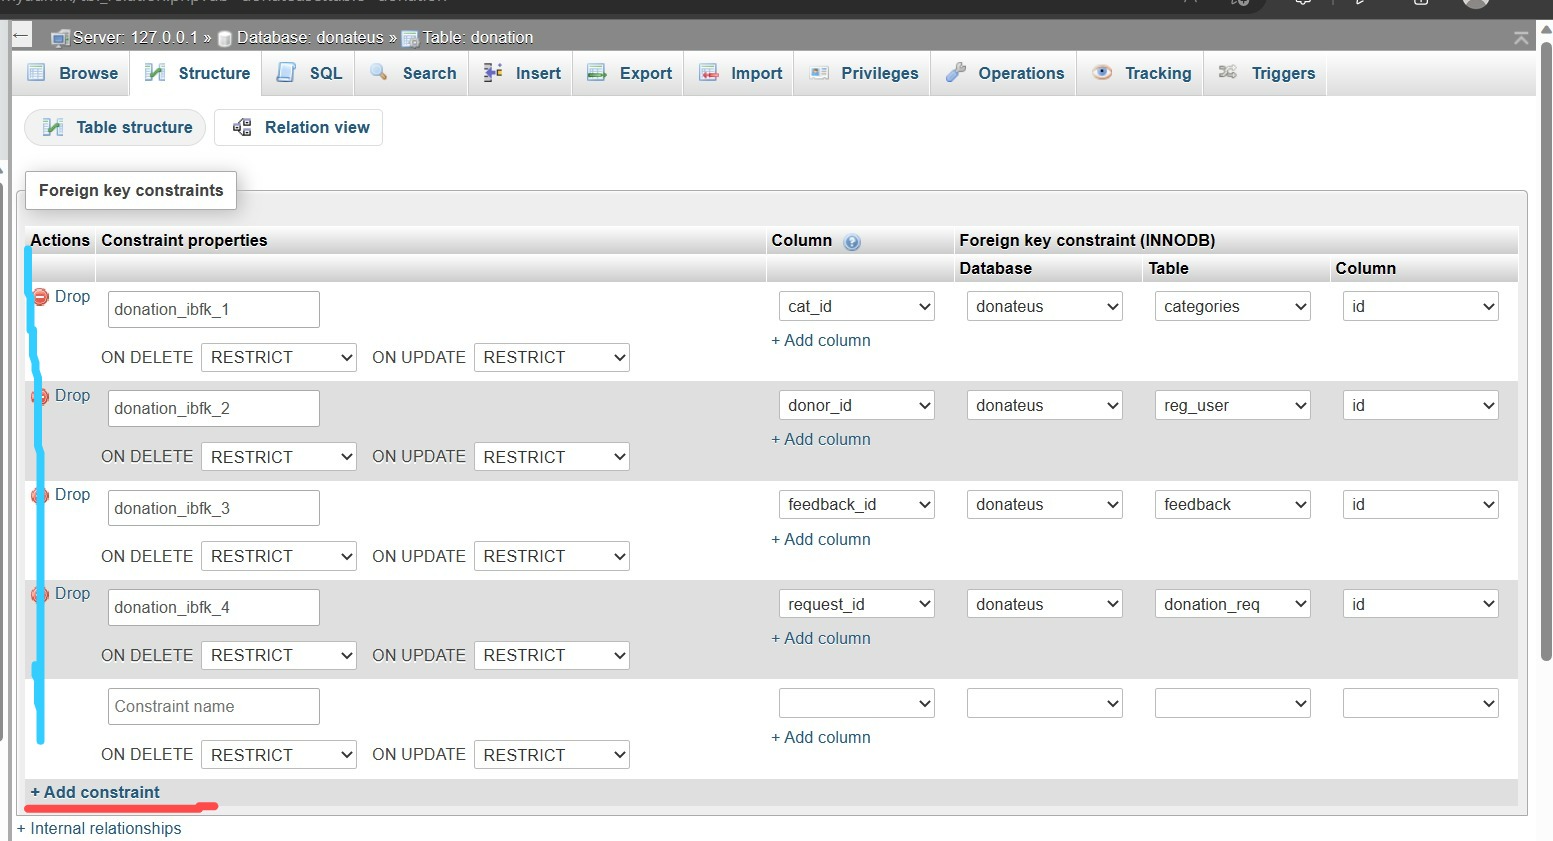 Server: 127.0.0.1 » Database: donateus » Table: donation
Browse Structure SQL Search Insert Export Import Privileges Operations Tracking Triggers
Table structure Relation view
Foreign key constraints
Actions Constraint properties Column Foreign key constraint (INNODB)
Database Table Column
Drop donation_ibfk_1 cat_id donateus categories id
+ Add column
ON DELETE RESTRICT ON UPDATE RESTRICT
Drop donation_ibfk_2 donor_id donateus reg_user id
+ Add column
ON DELETE RESTRICT ON UPDATE RESTRICT
Drop donation_ibfk_3 feedback_id donateus feedback id
+ Add column
ON DELETE RESTRICT ON UPDATE RESTRICT
Drop donation_ibfk_4 request_id donateus donation_req id
+ Add column
ON DELETE RESTRICT ON UPDATE RESTRICT
Constraint name
+ Add column
ON DELETE RESTRICT ON UPDATE RESTRICT
+ Add constraint
+ Internal relationships